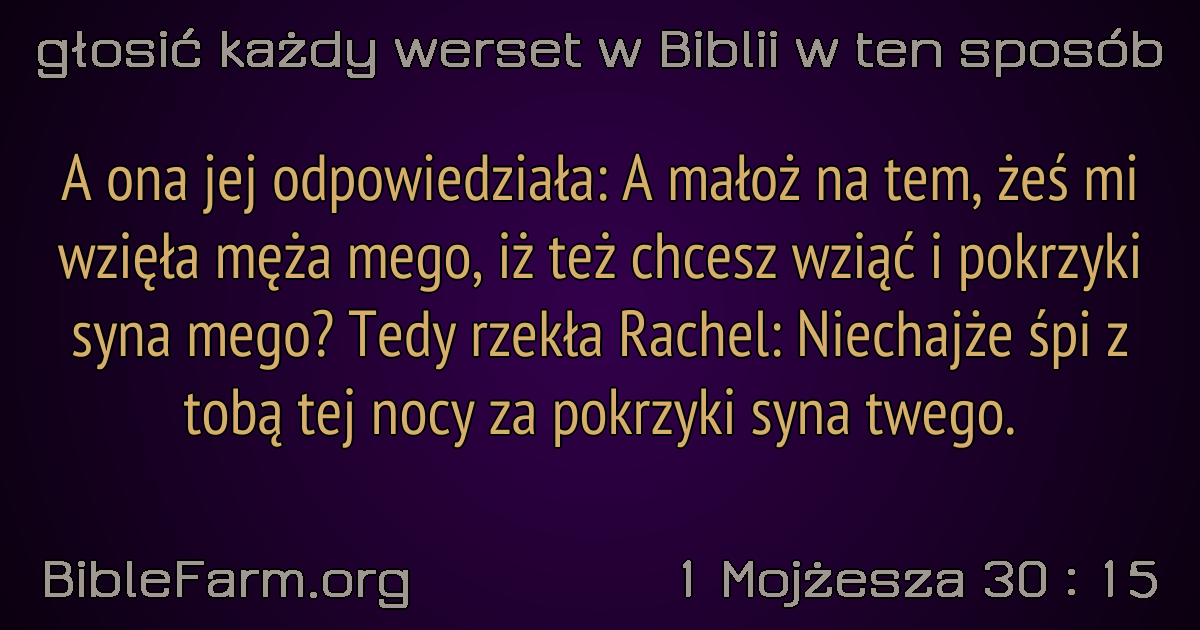 głosić każdy werset w Biblii w ten sposób
A ona jej odpowiedziała: A małoż na tem, żeś mi
wzięła męża mego, iż też chcesz wziąć i pokrzyki
syna mego? Tedy rzekła Rachel: Niechajże śpi z
tobą tej nocy za pokrzyki syna twego.
BibleFarm.org
1 Mojżesza 30 : 15